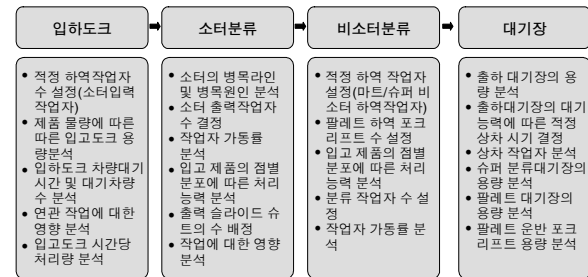 입하도크
소터분류
비소터분류
대기장
• 적정 하역작업자
수 설정(소터입력
작업자)
• 제품 물량에 따른
따른 입고도크 용
량분석
• 입하도크 차량대기
시간 및 대기차량
수 분석
• 연관 작업에 대한
영향 분석
• 입고도크 시간당
처리량 분석
• 소터의 병목라인
및 병목원인 분석
• 소터 출력작업자
수 결정
• 작업자 가동률
분석
• 입고 제품의 점별
분포에 따른 처리
능력 분석
• 출력 슬라이드 슈
트의 수 배정
• 작업에 대한 영향
분석
• 적정 하역 작업자
설정(마트/슈퍼 비
소터 하역작업자)
• 팔레트 하역 포크
리프트 수 설정
• 입고 제품의 점별
분포에 따른 처리
능력 분석
• 분류 작업자 수 설
정
• 작업자 가동률 분
석
• 출하 대기장의 용
량 분석
• 출하대기장의 대기
능력에 따른 적정
상차 시기 결정
• 상차 작업자 분석
• 슈퍼 분류대기장의
용량 분석
• 팔레트 대기장의
용량 분석
• 팔레트 운반 포크
리프트 용량 분석